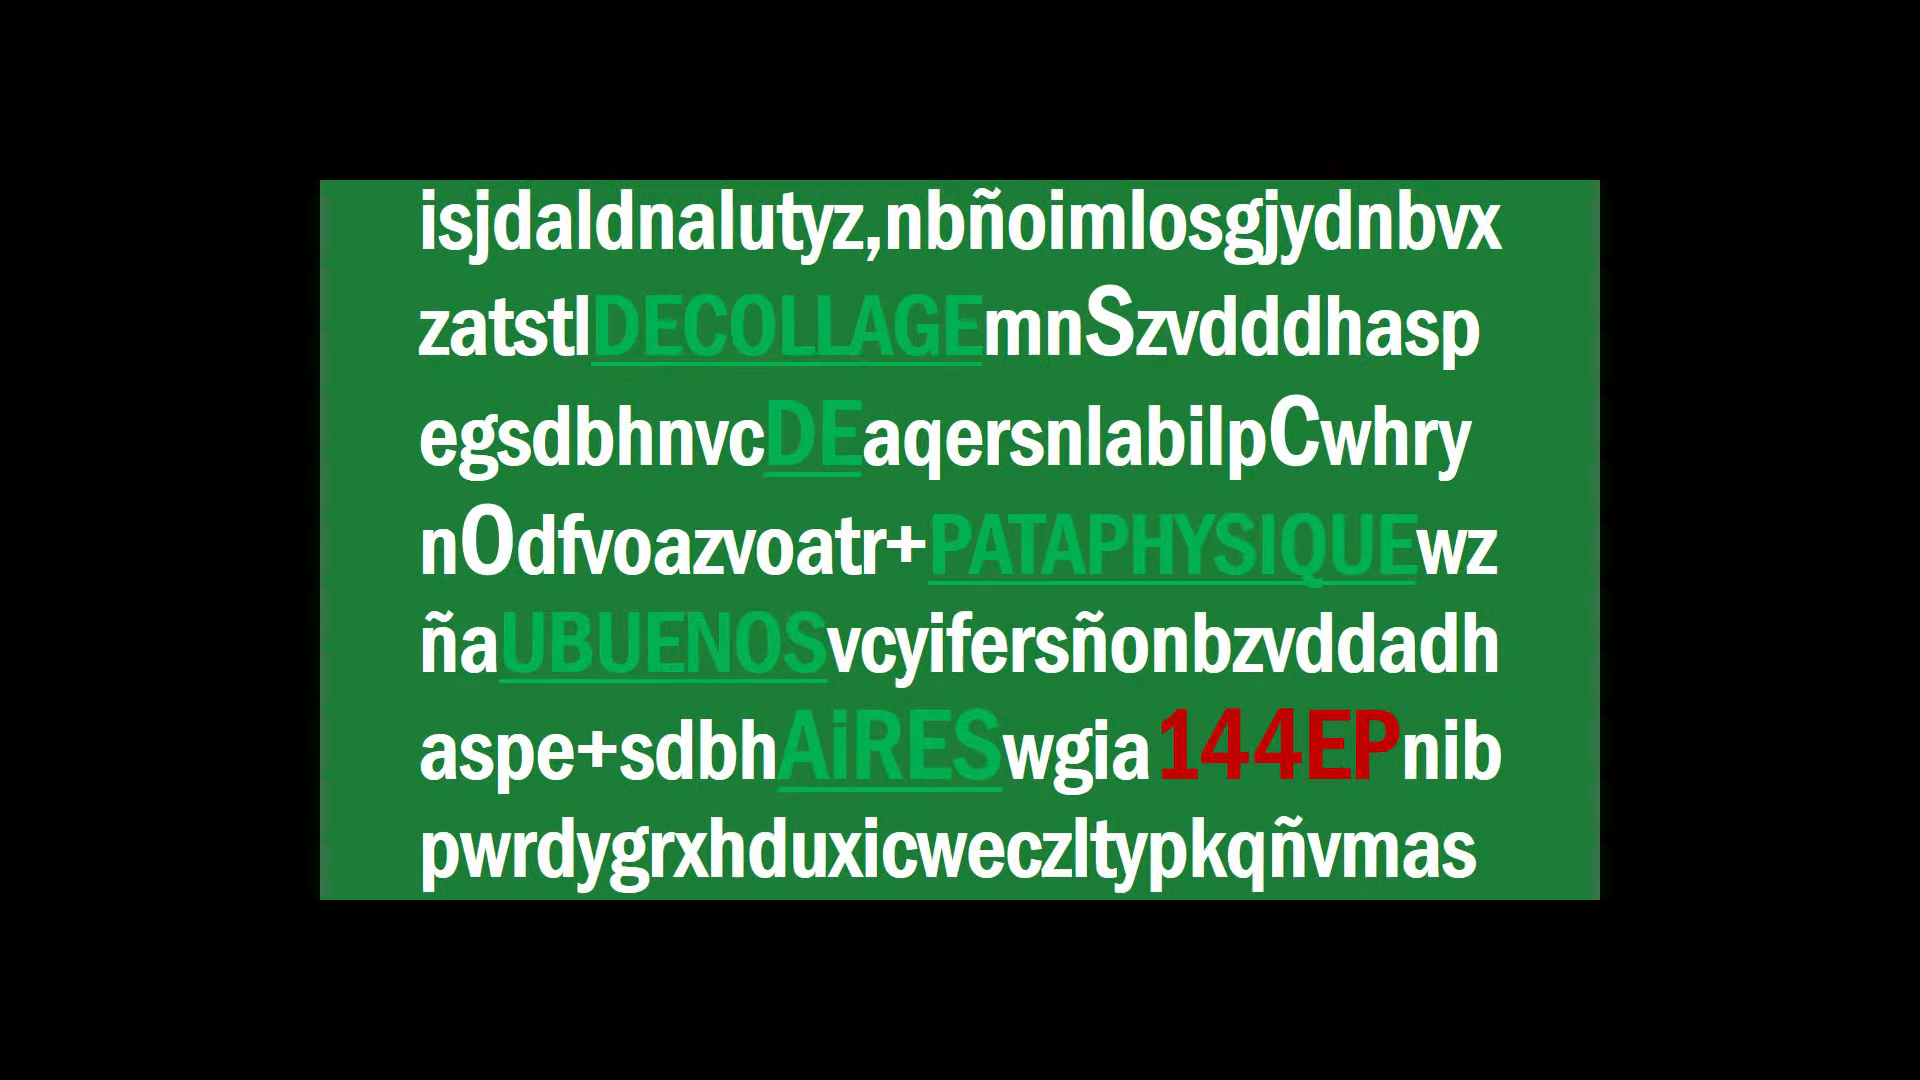 isjdaldnalutyz,nbñoimlosgjydnbvx
zatstlDECOLLAGEmnSzvdddhasp
egsdbhnvcDEaqersnlabilpCwhry
nOdfvoazvoatr+PATAPHYSIQUEwz
ñaUBUENOSvcyifersñonbzvddadh
aspe+sdbhAiRESwgia144EPnib
pwrdygrxhduxicweczltypkqñvmas